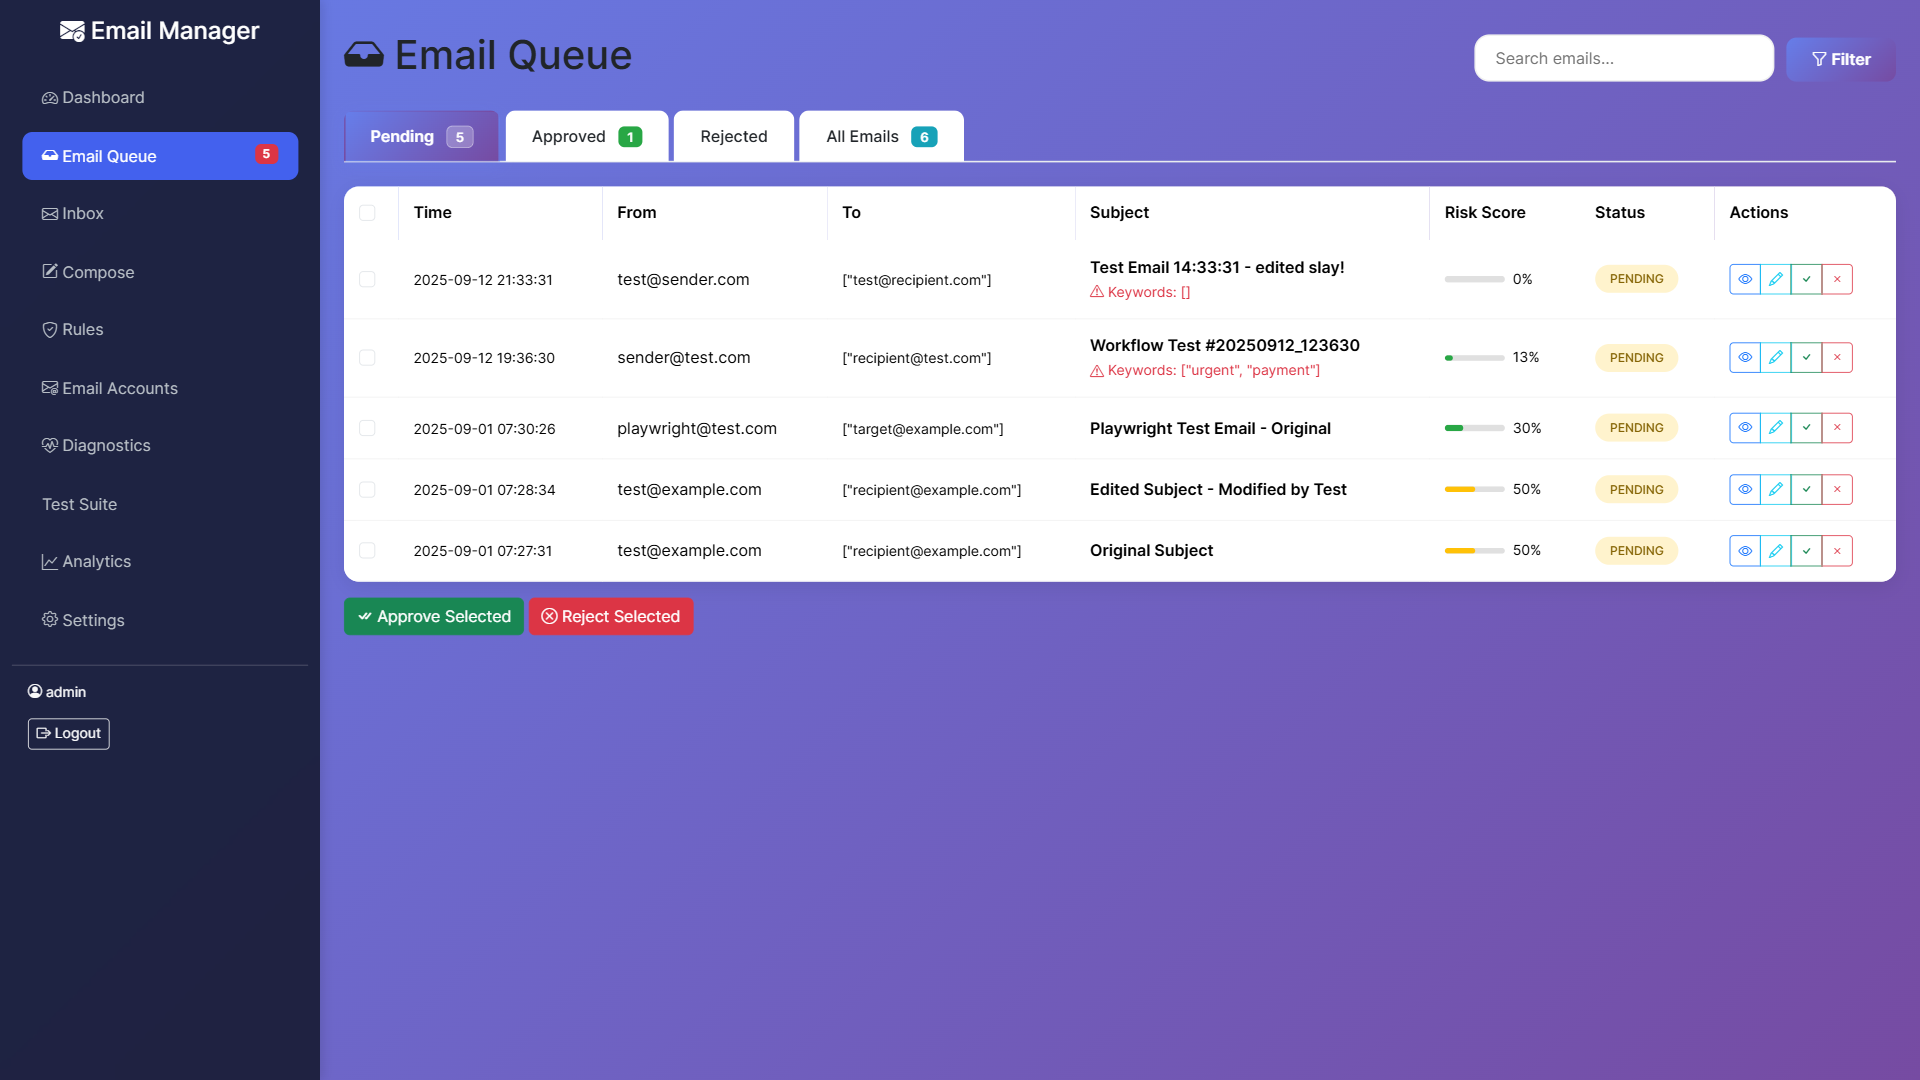 Email Manager
Dashboard
Email Queue 5
Inbox
Compose
Rules
Email Accounts
Diagnostics
Test Suite
Analytics
Settings
admin
Logout
Email Queue
Search emails...
Filter
Pending 5
Approved 1
Rejected
All Emails 6
Time From To Subject Risk Score Status Actions
2025-09-12 21:33:31 test@sender.com ["test@recipient.com"] Test Email 14:33:31 - edited slay! 0% PENDING
Keywords: []
2025-09-12 19:36:30 sender@test.com ["recipient@test.com"] Workflow Test #20250912_123630 13% PENDING
Keywords: ["urgent", "payment"]
2025-09-01 07:30:26 playwright@test.com ["target@example.com"] Playwright Test Email - Original 30% PENDING
2025-09-01 07:28:34 test@example.com ["recipient@example.com"] Edited Subject - Modified by Test 50% PENDING
2025-09-01 07:27:31 test@example.com ["recipient@example.com"] Original Subject 50% PENDING
Approve Selected
Reject Selected